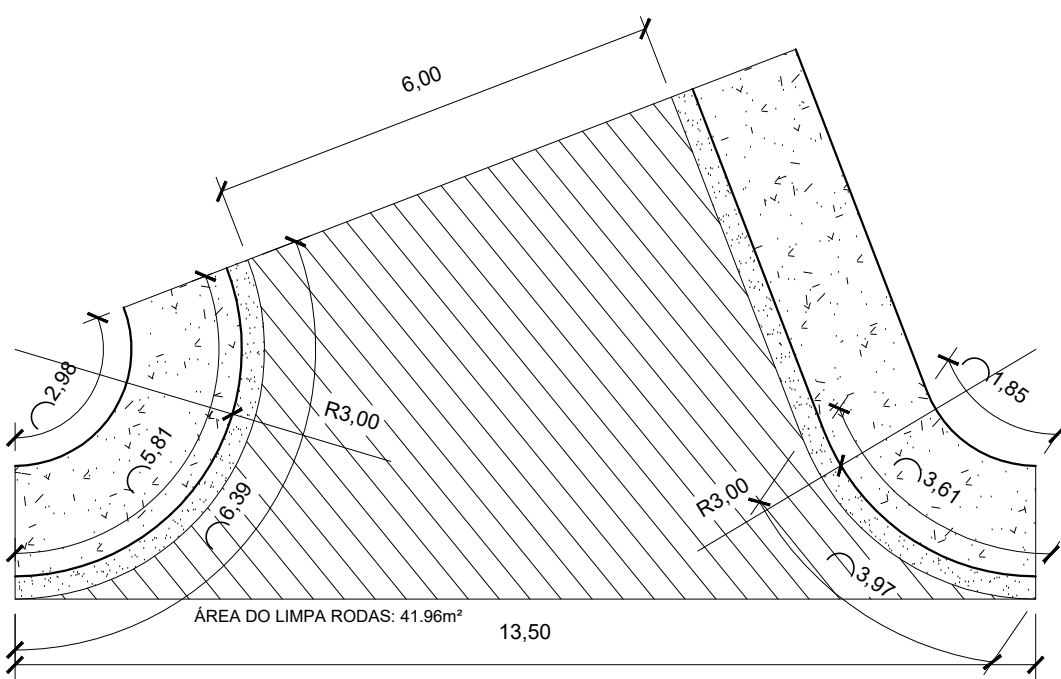 6,00
2,98
1,85
R3,00
5,81
6,39
R3,00
3,61
3,97
ÁREA DO LIMPA RODAS: 41.96m²
13,50